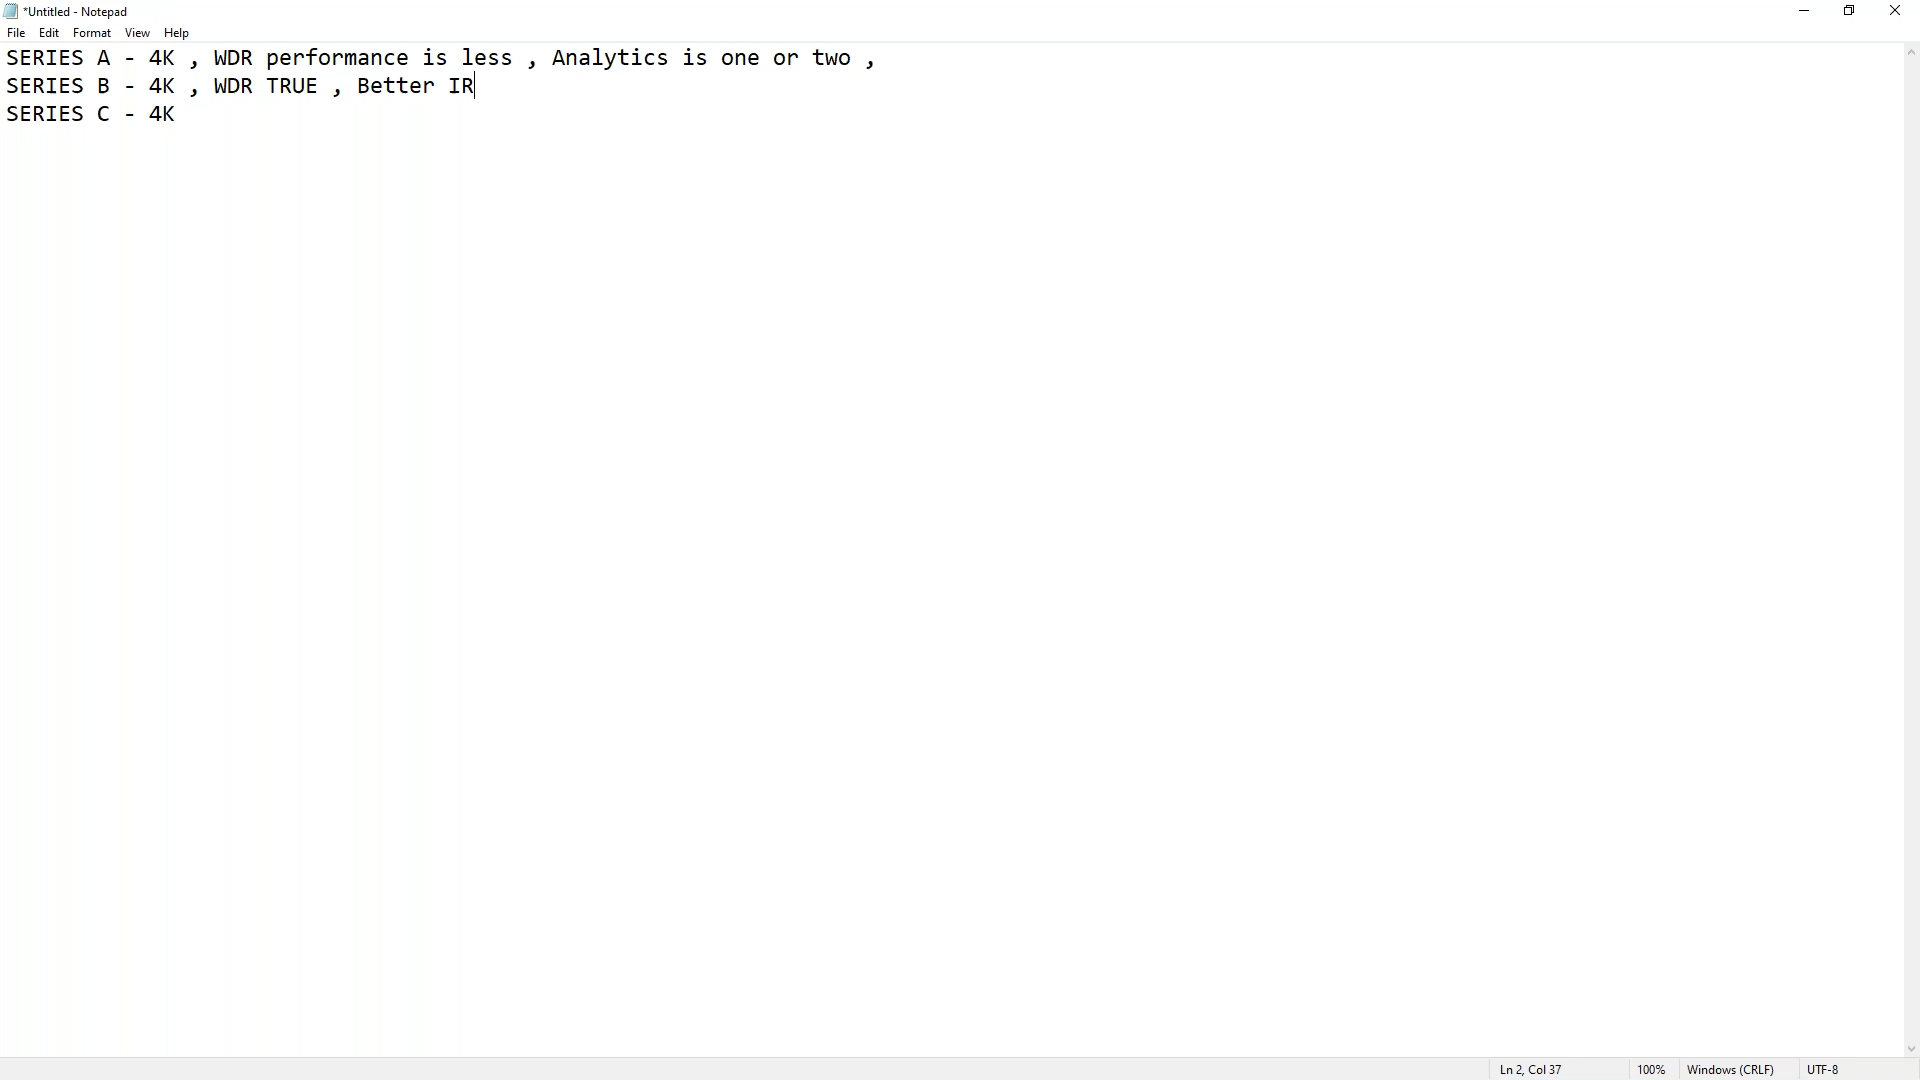 *Untitled - Notepad
File Edit Format View Help
SERIES A - 4K , WDR performance is less , Analytics is one or two ,
SERIES B - 4K , WDR TRUE , Better IR
SERIES C - 4K
Ln 2, Col 37 100% Windows (CRLF) UTF-8